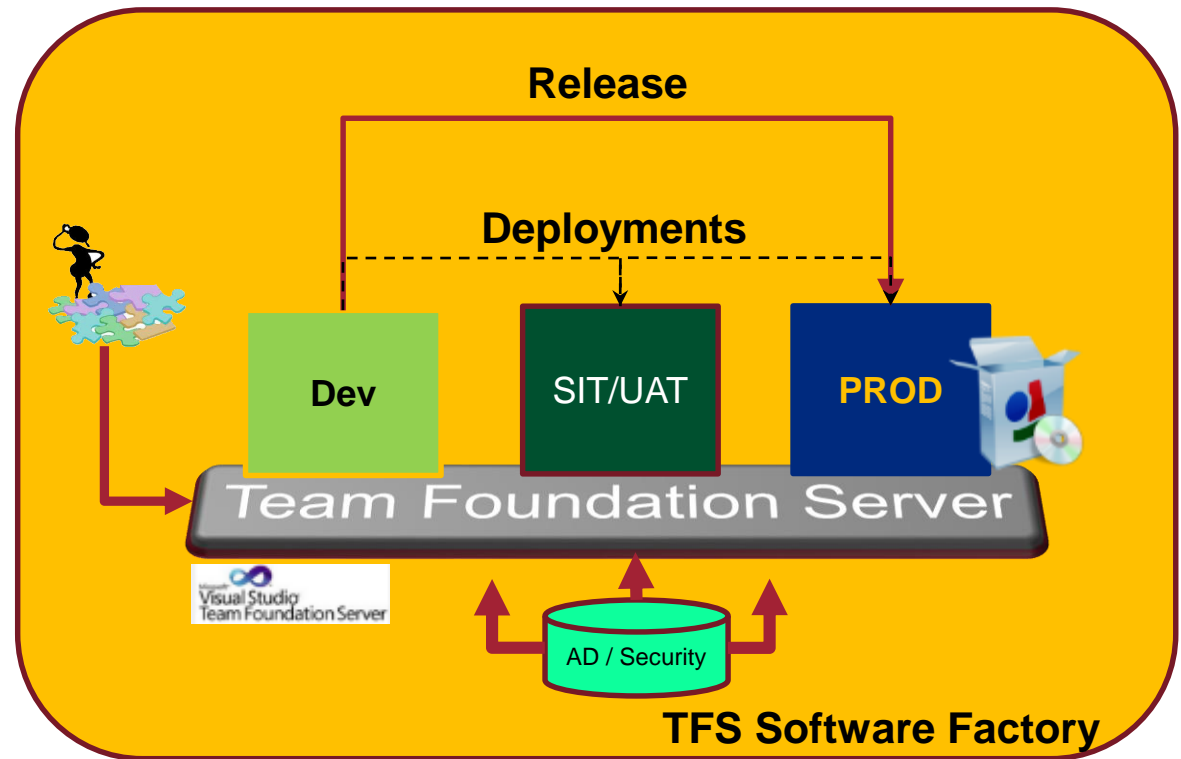 Release
Deployments
Dev
SIT/UAT
PROD
Team Foundation Server
Microsoft
Visual Studio
Team Foundation Server
AD / Security
TFS Software Factory